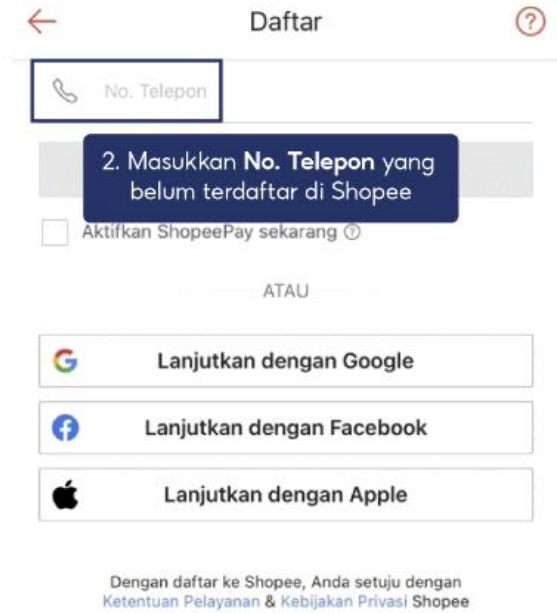 Daftar
No. Telepon
2. Masukkan No. Telepon yang
belum terdaftar di Shopee
Aktifkan ShopeePay sekarang
ATAU
Lanjutkan dengan Google
Lanjutkan dengan Facebook
Lanjutkan dengan Apple
Dengan daftar ke Shopee, Anda setuju dengan
Ketentuan Pelayanan & Kebijakan Privasi Shopee